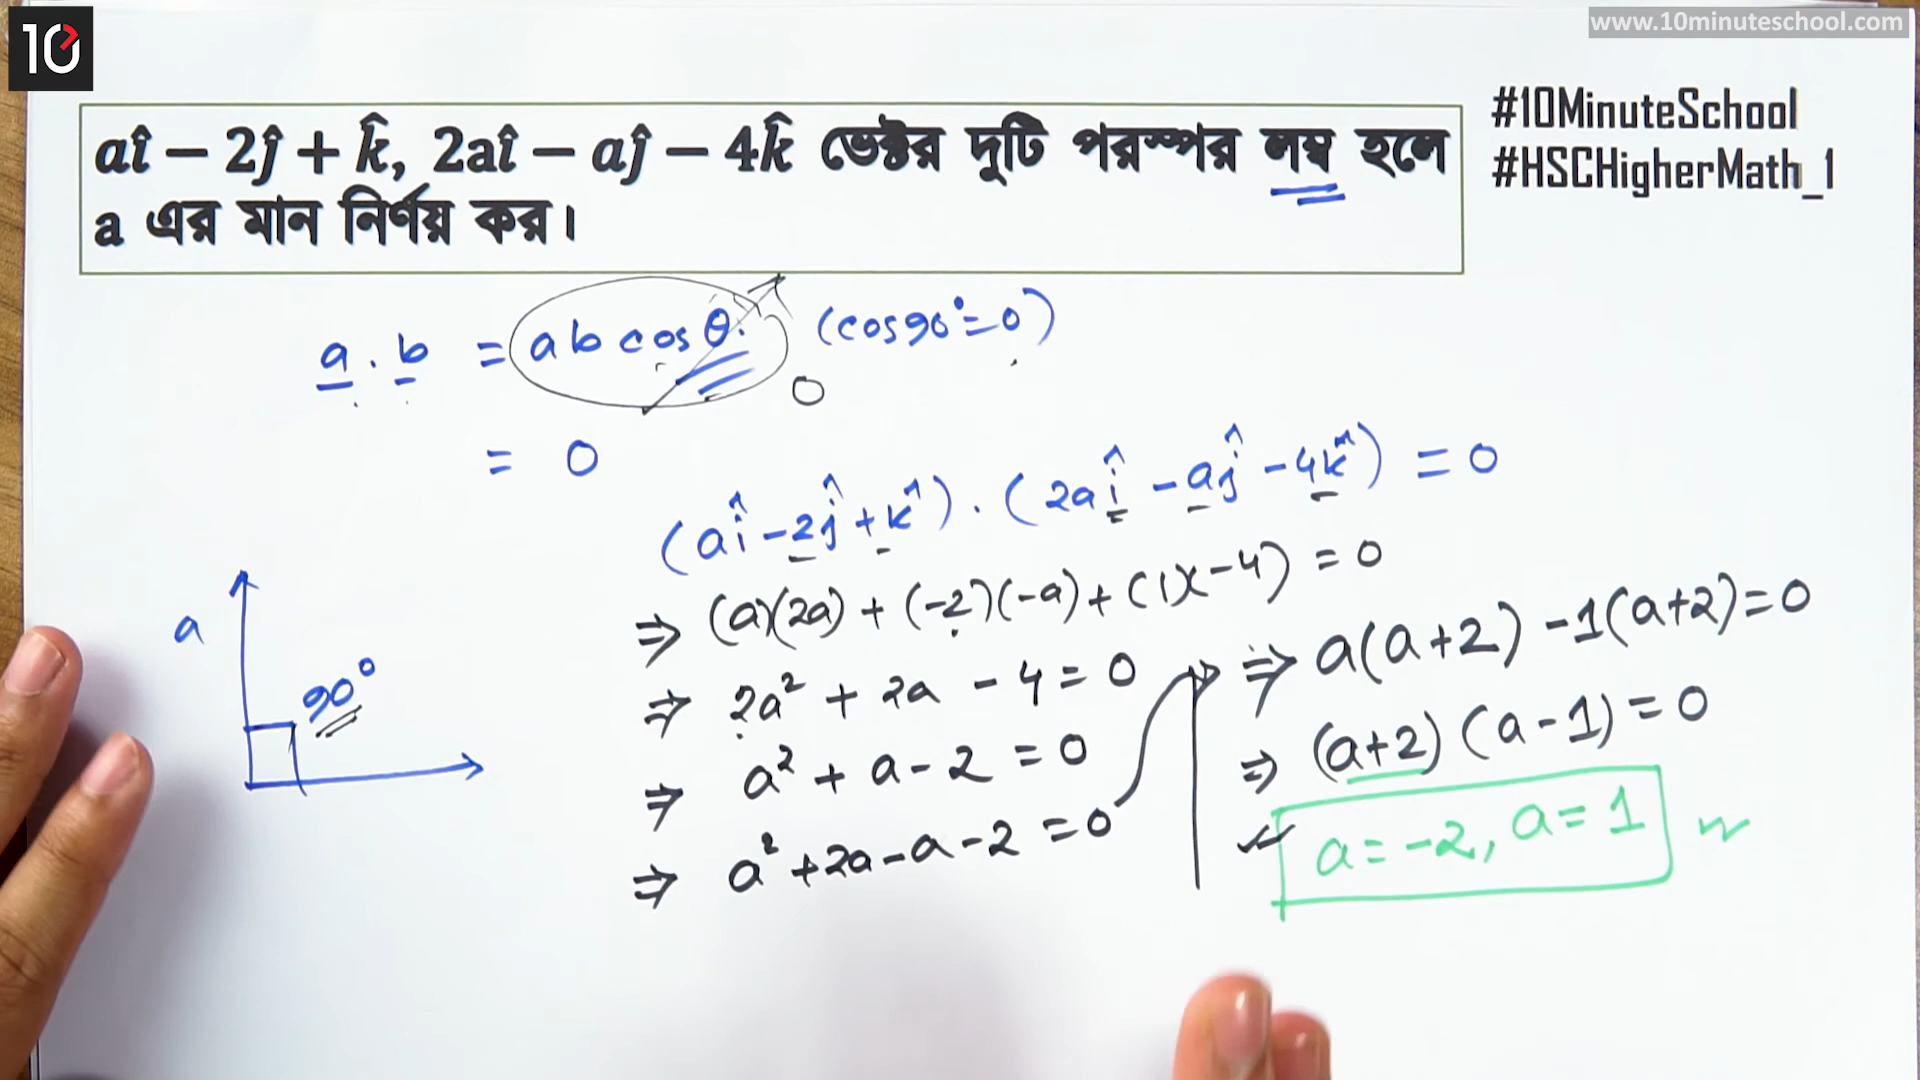 10
www.10minuteschool.com
#10MinuteSchool
#HSCHigherMath_1
aî − 2ĵ + k̂, 2aî − aĵ − 4k̂ ভেক্টর দুটি পরস্পর লম্ব হলে
a এর মান নির্ণয় কর।
a . b = ab cos θ. (cos90°=0)
0
= 0
(aî − 2ĵ + k̂) . (2aî − aĵ − 4k̂) = 0
⇒ (a)(2a) + (-2)(-a) + (1×-4) = 0
⇒ 2a² + 2a - 4 = 0
⇒ a² + a - 2 = 0
⇒ a² + 2a - a - 2 = 0
⇒ a(a+2) - 1(a+2) = 0
⇒ (a+2) (a-1) = 0
a = -2, a = 1
a
90°